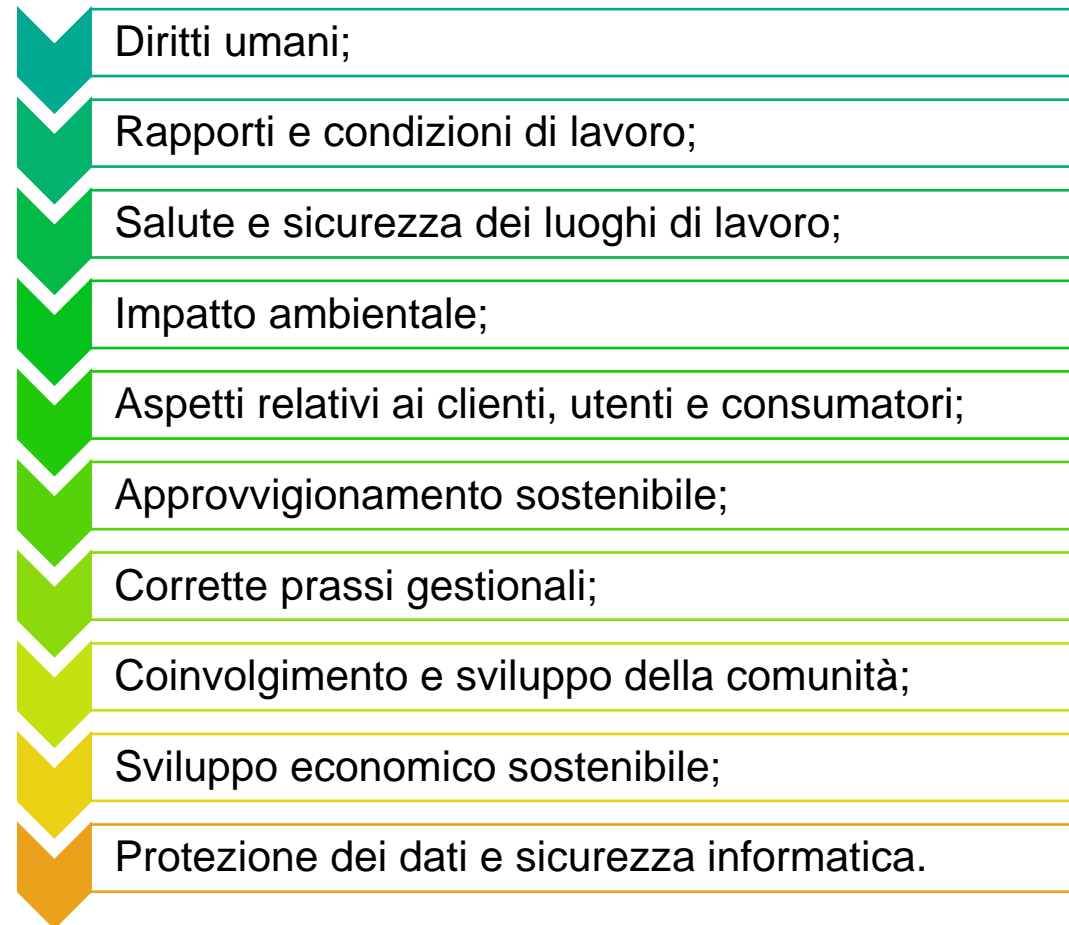 Diritti umani;
Rapporti e condizioni di lavoro;
Salute e sicurezza dei luoghi di lavoro;
Impatto ambientale;
Aspetti relativi ai clienti, utenti e consumatori;
Approvvigionamento sostenibile;
Corrette prassi gestionali;
Coinvolgimento e sviluppo della comunità;
Sviluppo economico sostenibile;
Protezione dei dati e sicurezza informatica.